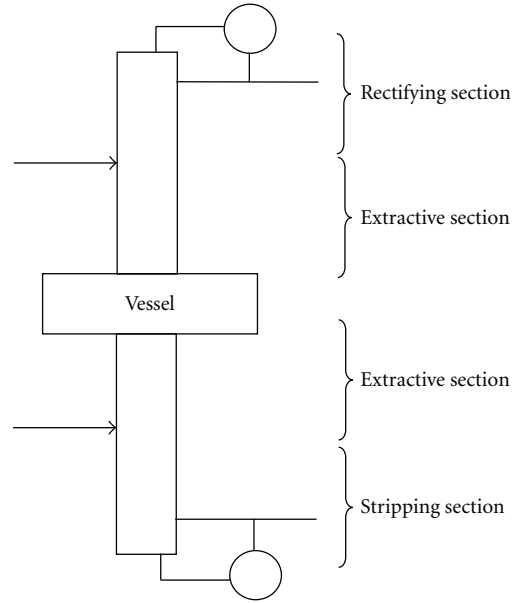 Rectifying section
Extractive section
Vessel
Extractive section
Stripping section